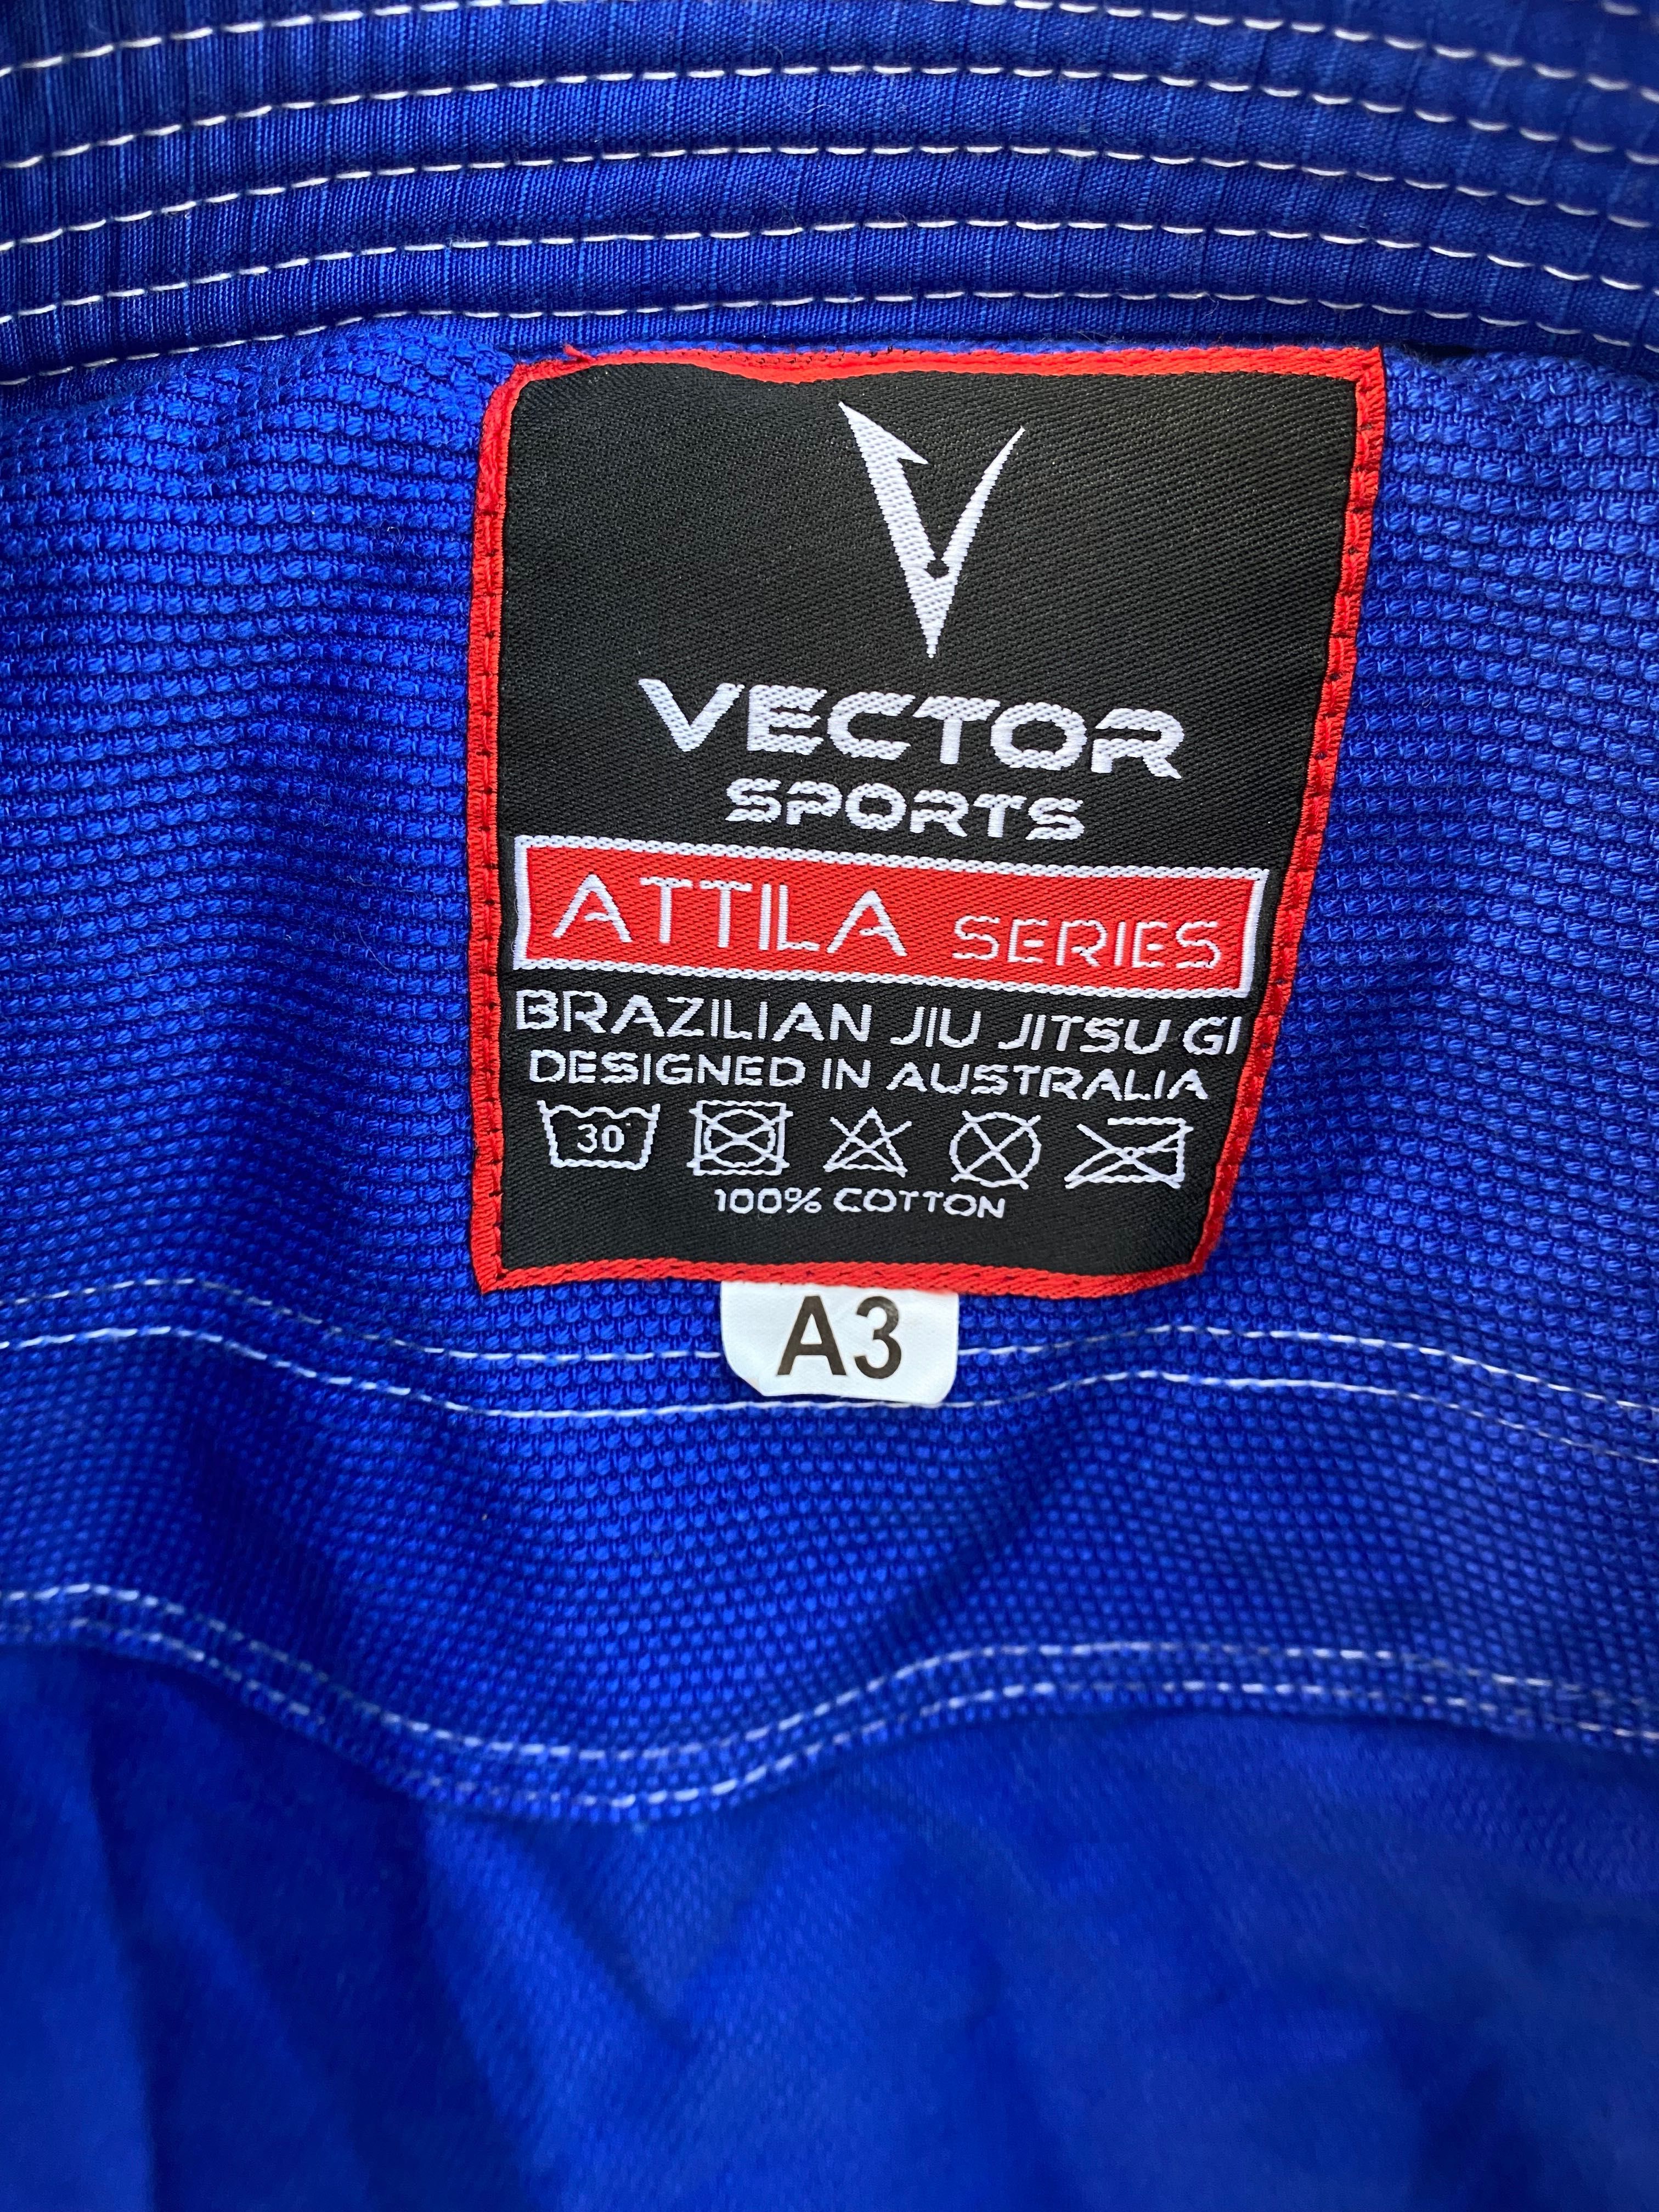 VECTOR
SPORTS
ATTILA SERIES
BRAZILIAN JIU JITSU GI
DESIGNED IN AUSTRALIA
30
100% COTTON
A3